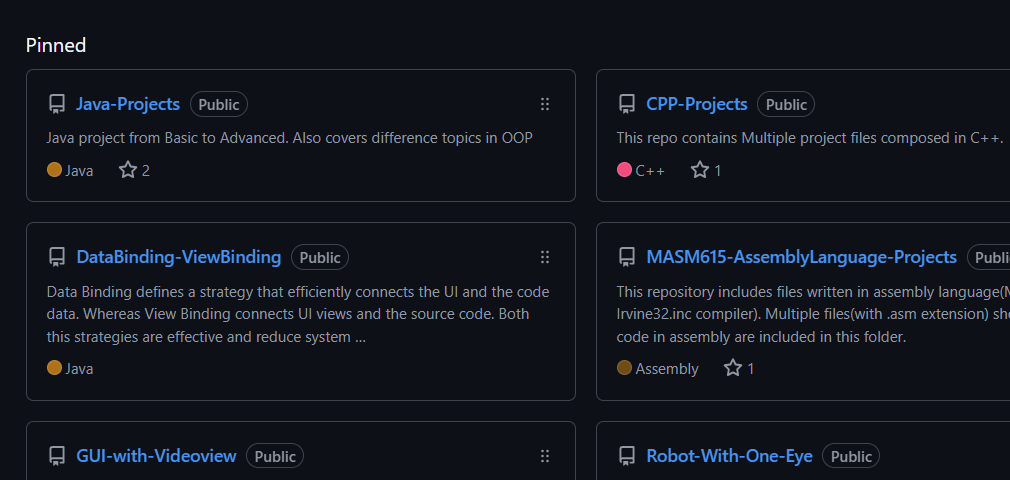 Pinned
Java-Projects Public
Java project from Basic to Advanced. Also covers difference topics in OOP
Java 2
CPP-Projects Public
This repo contains Multiple project files composed in C++.
C++ 1
DataBinding-ViewBinding Public
Data Binding defines a strategy that efficiently connects the UI and the code
data. Whereas View Binding connects UI views and the source code. Both
this strategies are effective and reduce system ...
Java
MASM615-AssemblyLanguage-Projects
This repository includes files written in assembly language(
Irvine32.inc compiler). Multiple files(with .asm extension)
code in assembly are included in this folder.
Assembly 1
GUI-with-Videoview Public
Robot-With-One-Eye Public